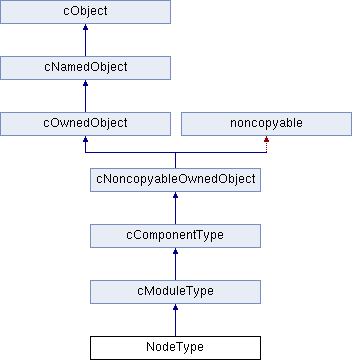 cObject
cNamedObject
cOwnedObject
noncopyable
cNoncopyableOwnedObject
cComponentType
cModuleType
NodeType